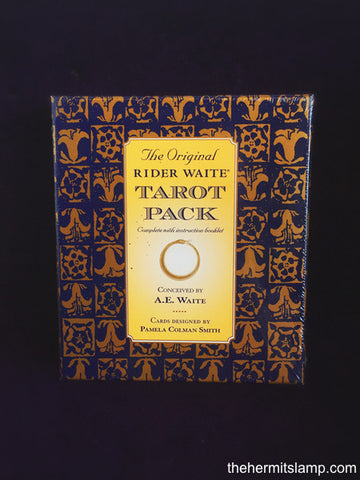 The Original
RIDER WAITE®
TAROT
PACK
Complete with instruction booklet
CONCEIVED BY
A.E. WAITE
CARDS DESIGNED BY
PAMELA COLMAN SMITH
thehermitslamp.com